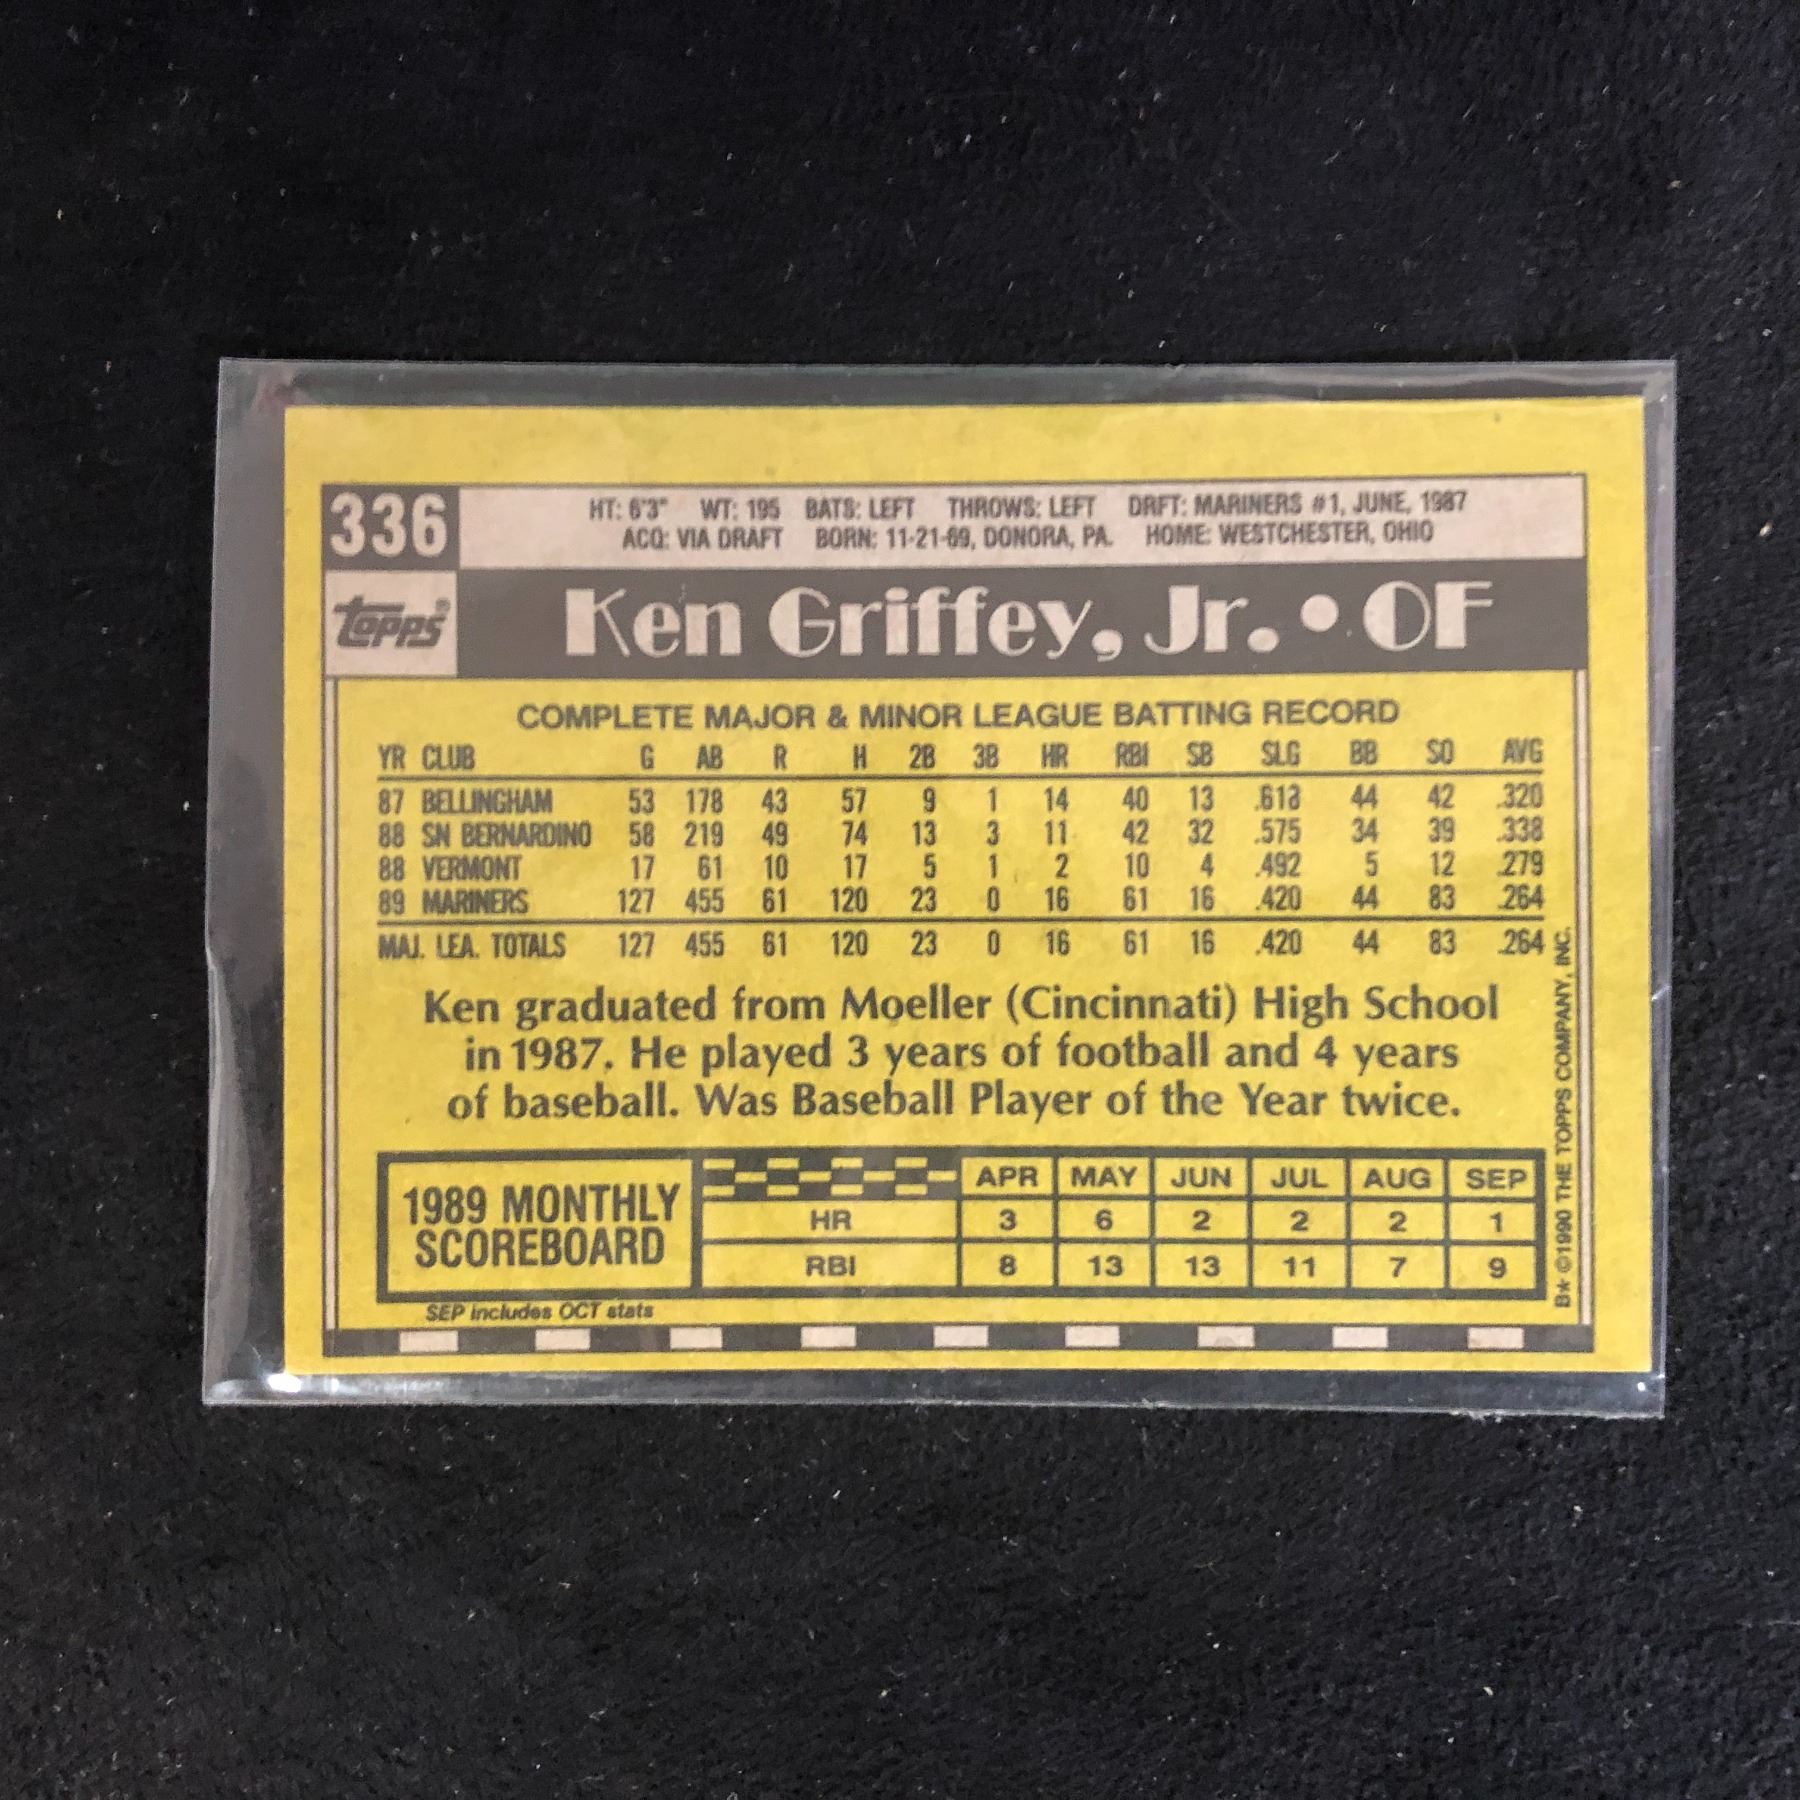 336
HT: 6'3" WT: 195 BATS: LEFT THROWS: LEFT DRFT: MARINERS #1, JUNE, 1987
ACQ: VIA DRAFT BORN: 11-21-69, DONORA, PA. HOME: WESTCHESTER, OHIO
topps®
Ken Griffey, Jr. • OF
COMPLETE MAJOR & MINOR LEAGUE BATTING RECORD
YR CLUB G AB R H 2B 3B HR RBI SB SLG BB SO AVG
87 BELLINGHAM 53 178 43 57 9 1 14 40 13 .618 44 42 .320
88 SN BERNARDINO 58 219 49 74 13 3 11 42 32 .575 34 39 .338
88 VERMONT 17 61 10 17 5 1 2 10 4 .492 5 12 .279
89 MARINERS 127 455 61 120 23 0 16 61 16 .420 44 83 .264
MAJ. LEA. TOTALS 127 455 61 120 23 0 16 61 16 .420 44 83 .264
Ken graduated from Moeller (Cincinnati) High School
in 1987. He played 3 years of football and 4 years
of baseball. Was Baseball Player of the Year twice.
1989 MONTHLY
SCOREBOARD
APR MAY JUN JUL AUG SEP
HR 3 6 2 2 2 1
RBI 8 13 13 11 7 9
SEP includes OCT stats
B* ©1990 THE TOPPS COMPANY, INC.